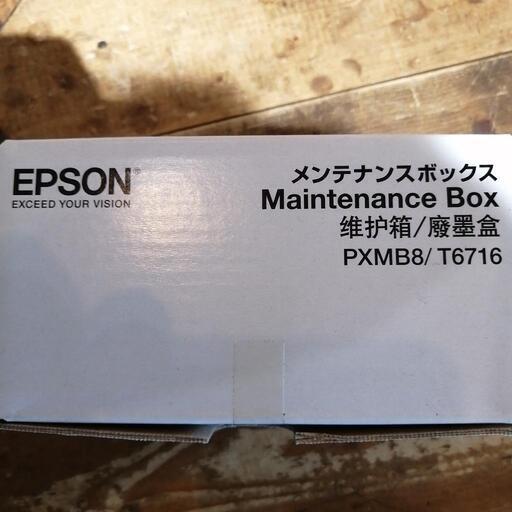 EPSON
EXCEED YOUR VISION
メンテナンスボックス
Maintenance Box
维护箱/廢墨盒
PXMB8/ T6716